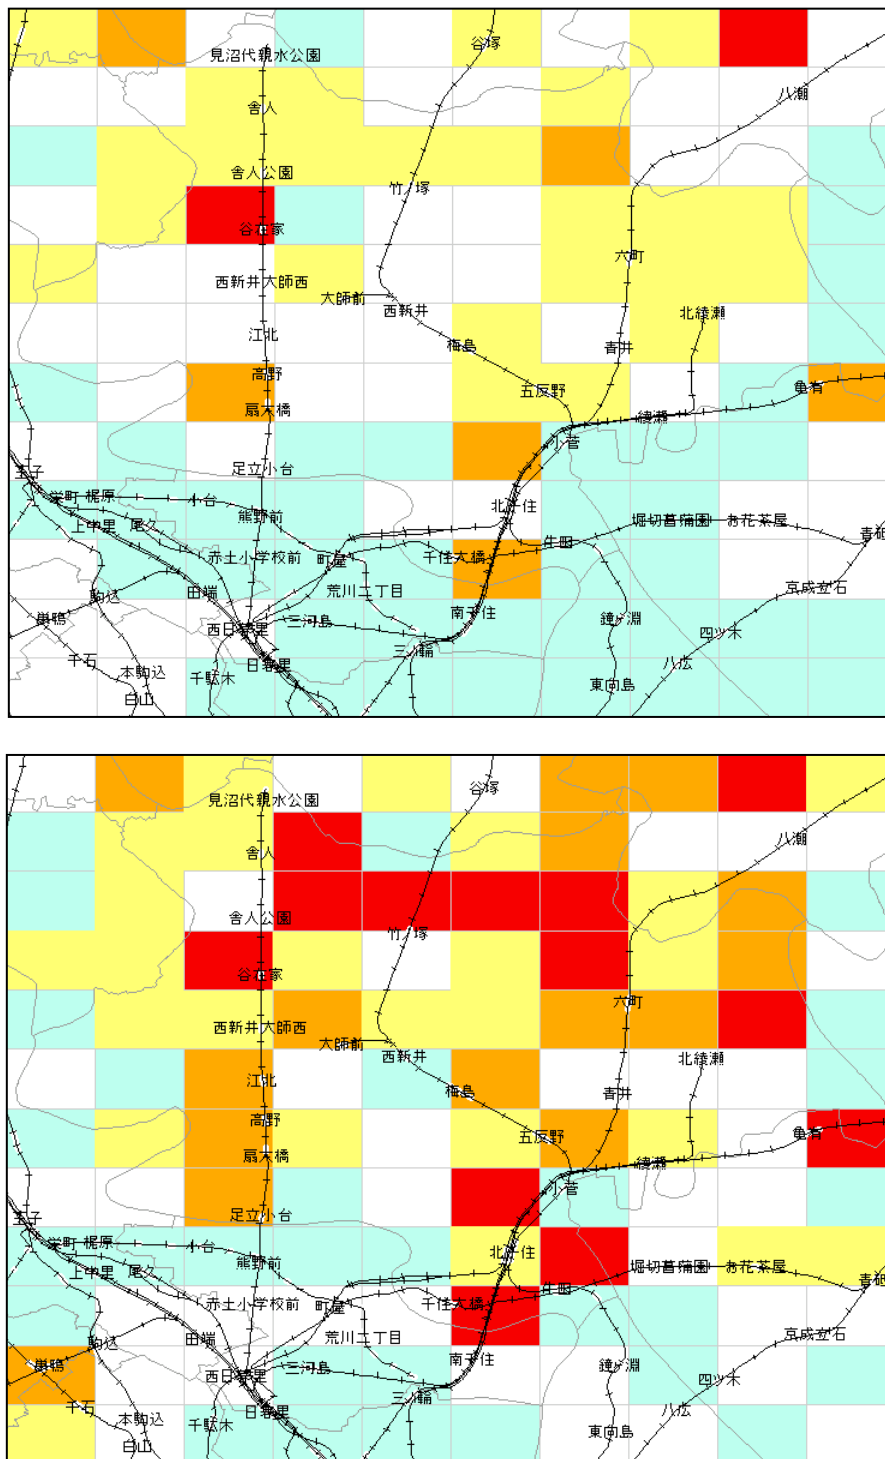 谷塚
見沼代親水公園
八潮
舎人
舎人公園
竹ノ塚
谷在家
六町
西新井大師西
大師前
西新井
北綾瀬
江北
梅島
青井
高野
五反野
亀有
扇大橋
綾瀬
小菅
王子
足立小台
栄町 梶原
小台
北千住
熊野前
堀切菖蒲園
お花茶屋
上中里
尾久
青砥
赤土小学校前
町屋
千住大橋
牛田
駒込
田端
荒川二丁目
京成立石
巣鴨
西日暮里
三河島
南千住
鐘ヶ淵
四ツ木
千石
本駒込
日暮里
三ノ輪
八広
千駄木
東向島
白山
谷塚
見沼代親水公園
八潮
舎人
舎人公園
竹ノ塚
谷在家
六町
西新井大師西
大師前
西新井
北綾瀬
江北
梅島
青井
高野
五反野
亀有
扇大橋
綾瀬
小菅
王子
足立小台
栄町 梶原
小台
北千住
熊野前
堀切菖蒲園
お花茶屋
上中里
尾久
青砥
赤土小学校前
町屋
千住大橋
牛田
駒込
田端
荒川二丁目
京成立石
巣鴨
西日暮里
三河島
南千住
鐘ヶ淵
四ツ木
千石
本駒込
日暮里
三ノ輪
八広
千駄木
東向島
白山